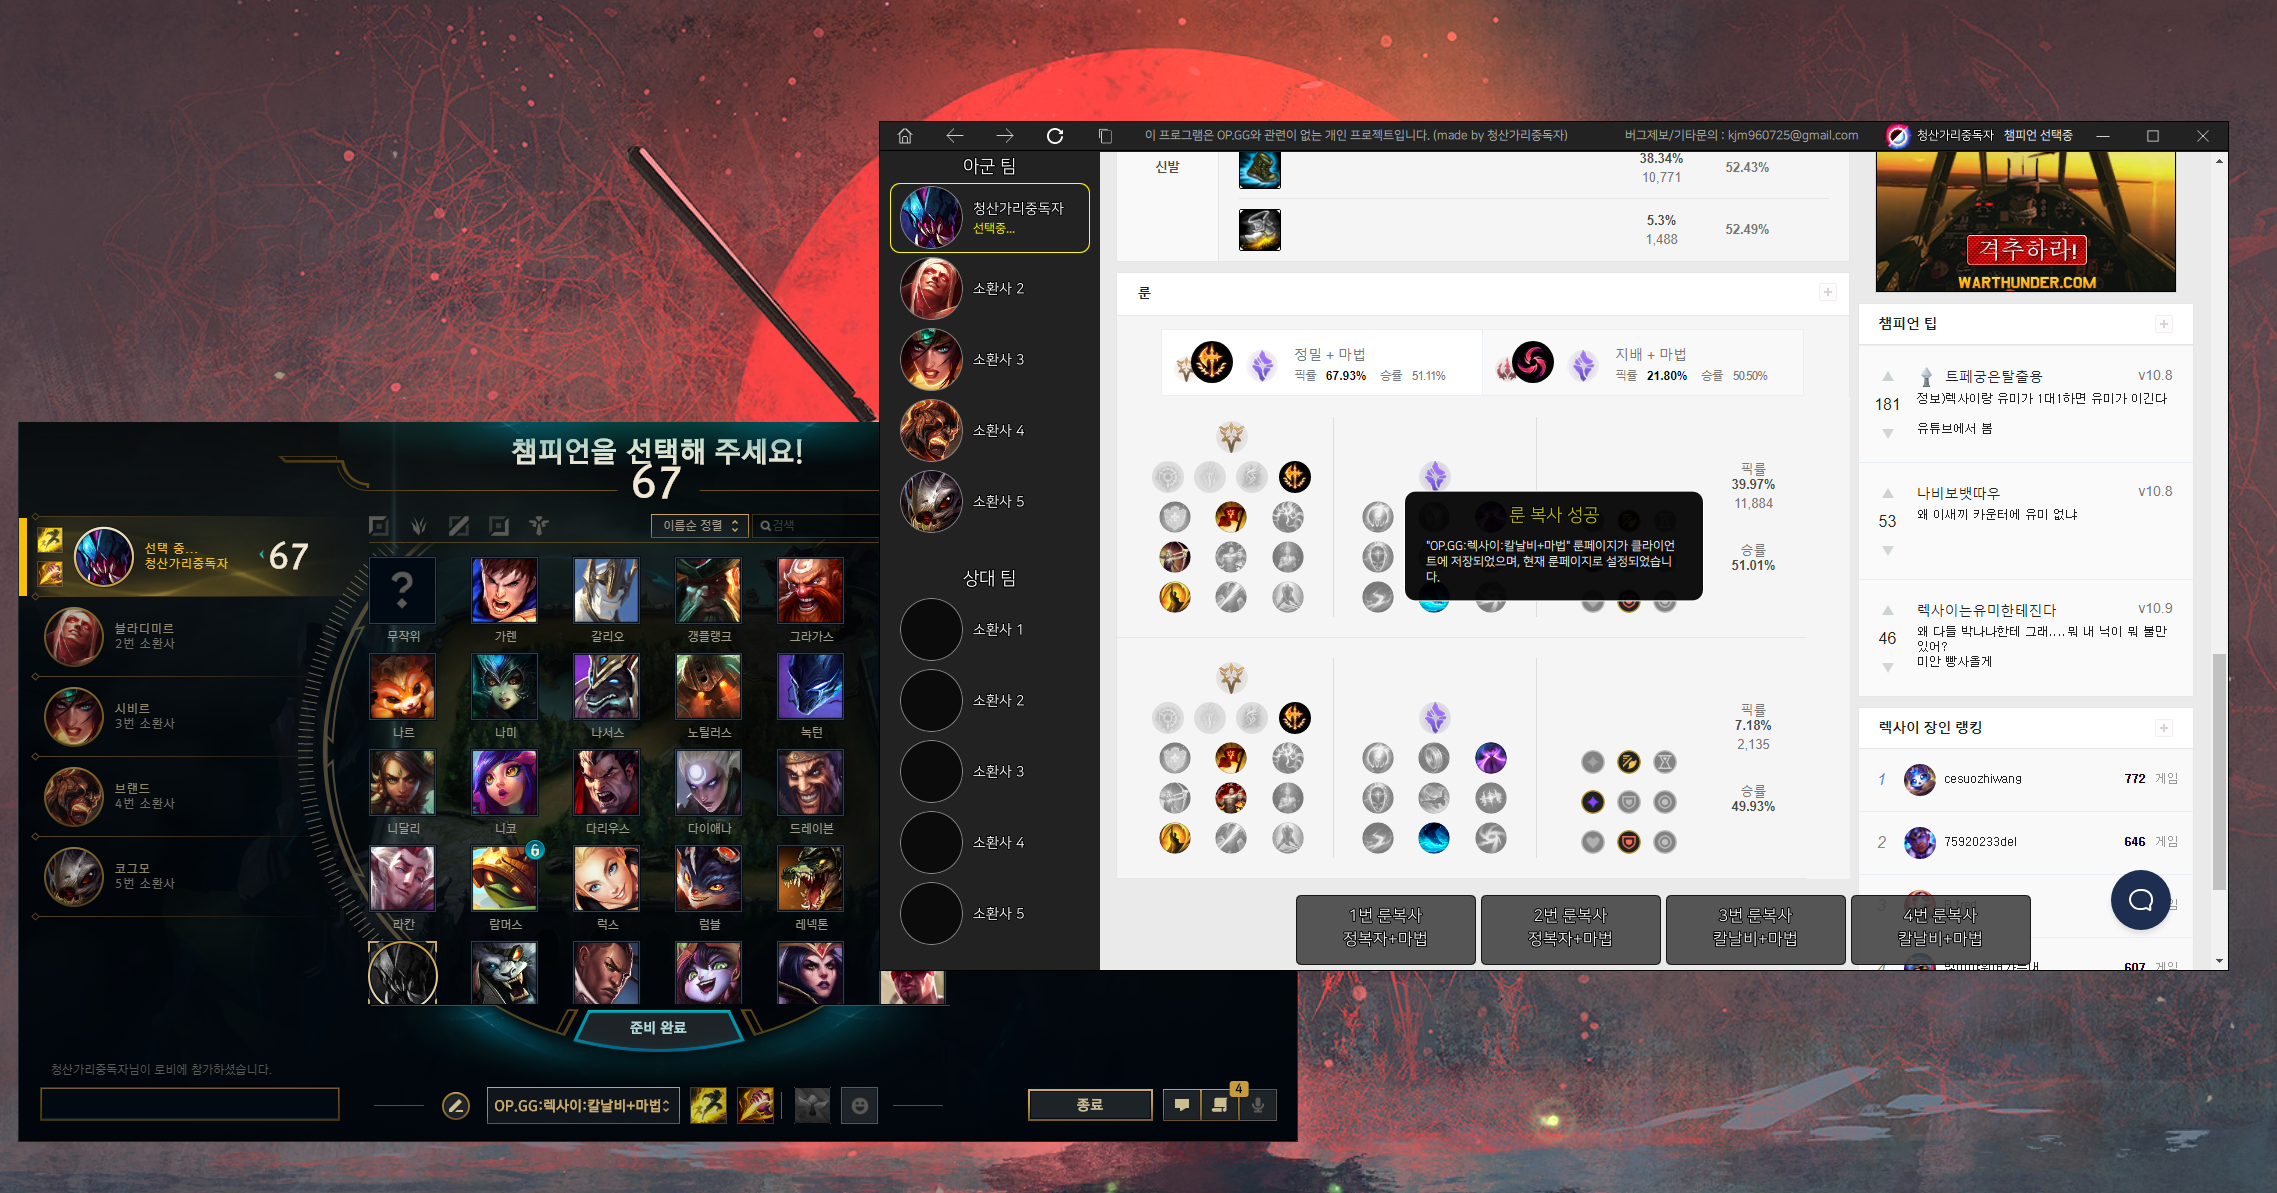 이 프로그램은 OP.GG와 관련이 없는 개인 프로젝트입니다. (made by 청산가리중독자)
버그제보/기타문의 : kjm960725@gmail.com
청산가리중독자 챔피언 선택중
아군 팀
청산가리중독자
선택중...
소환사 2
소환사 3
소환사 4
소환사 5
상대 팀
소환사 1
소환사 2
소환사 3
소환사 4
소환사 5
신발
38.34%
10,771
52.43%
5.3%
1,488
52.49%
룬
정밀 + 마법
픽률 67.93% 승률 51.11%
지배 + 마법
픽률 21.80% 승률 50.50%
픽률
39.97%
11,884
승률
51.01%
룬 복사 성공
"OP.GG:렉사이:칼날비+마법" 룬페이지가 클라이언
트에 저장되었으며, 현재 룬페이지로 설정되었습니
다.
픽률
7.18%
2,135
승률
49.93%
1번 룬복사
정복자+마법
2번 룬복사
정복자+마법
3번 룬복사
칼날비+마법
4번 룬복사
칼날비+마법
격추하라!
WARTHUNDER.COM
챔피언 팁
181
트페궁은탈출용
v10.8
정보)렉사이랑 유미가 1대1하면 유미가 이긴다
유튜브에서 봄
53
나비보벳따우
v10.8
왜 이새끼 카운터에 유미 없냐
46
렉사이는유미한테진다
v10.9
왜 다들 박나나한테 그래....뭐 내 넉이 뭐 불만
있어?
미안 빵사올게
렉사이 장인 랭킹
1 cesuozhiwang 772 게임
2 75920233del 646 게임
3
4
607 게임
챔피언을 선택해 주세요!
67
이름순 정렬
검색
선택 중...
청산가리중독자
67
블라디미르
2번 소환사
시비르
3번 소환사
브랜드
4번 소환사
코그모
5번 소환사
?
무작위
가렌
갈리오
갱플랭크
그라가스
나르
나미
나서스
노틸러스
녹턴
니달리
니코
다리우스
다이애나
드레이븐
6
라칸
람머스
럭스
럼블
레넥톤
준비 완료
청산가리중독자님이 로비에 참가하셨습니다.
OP.GG:렉사이:칼날비+마법
종료
4